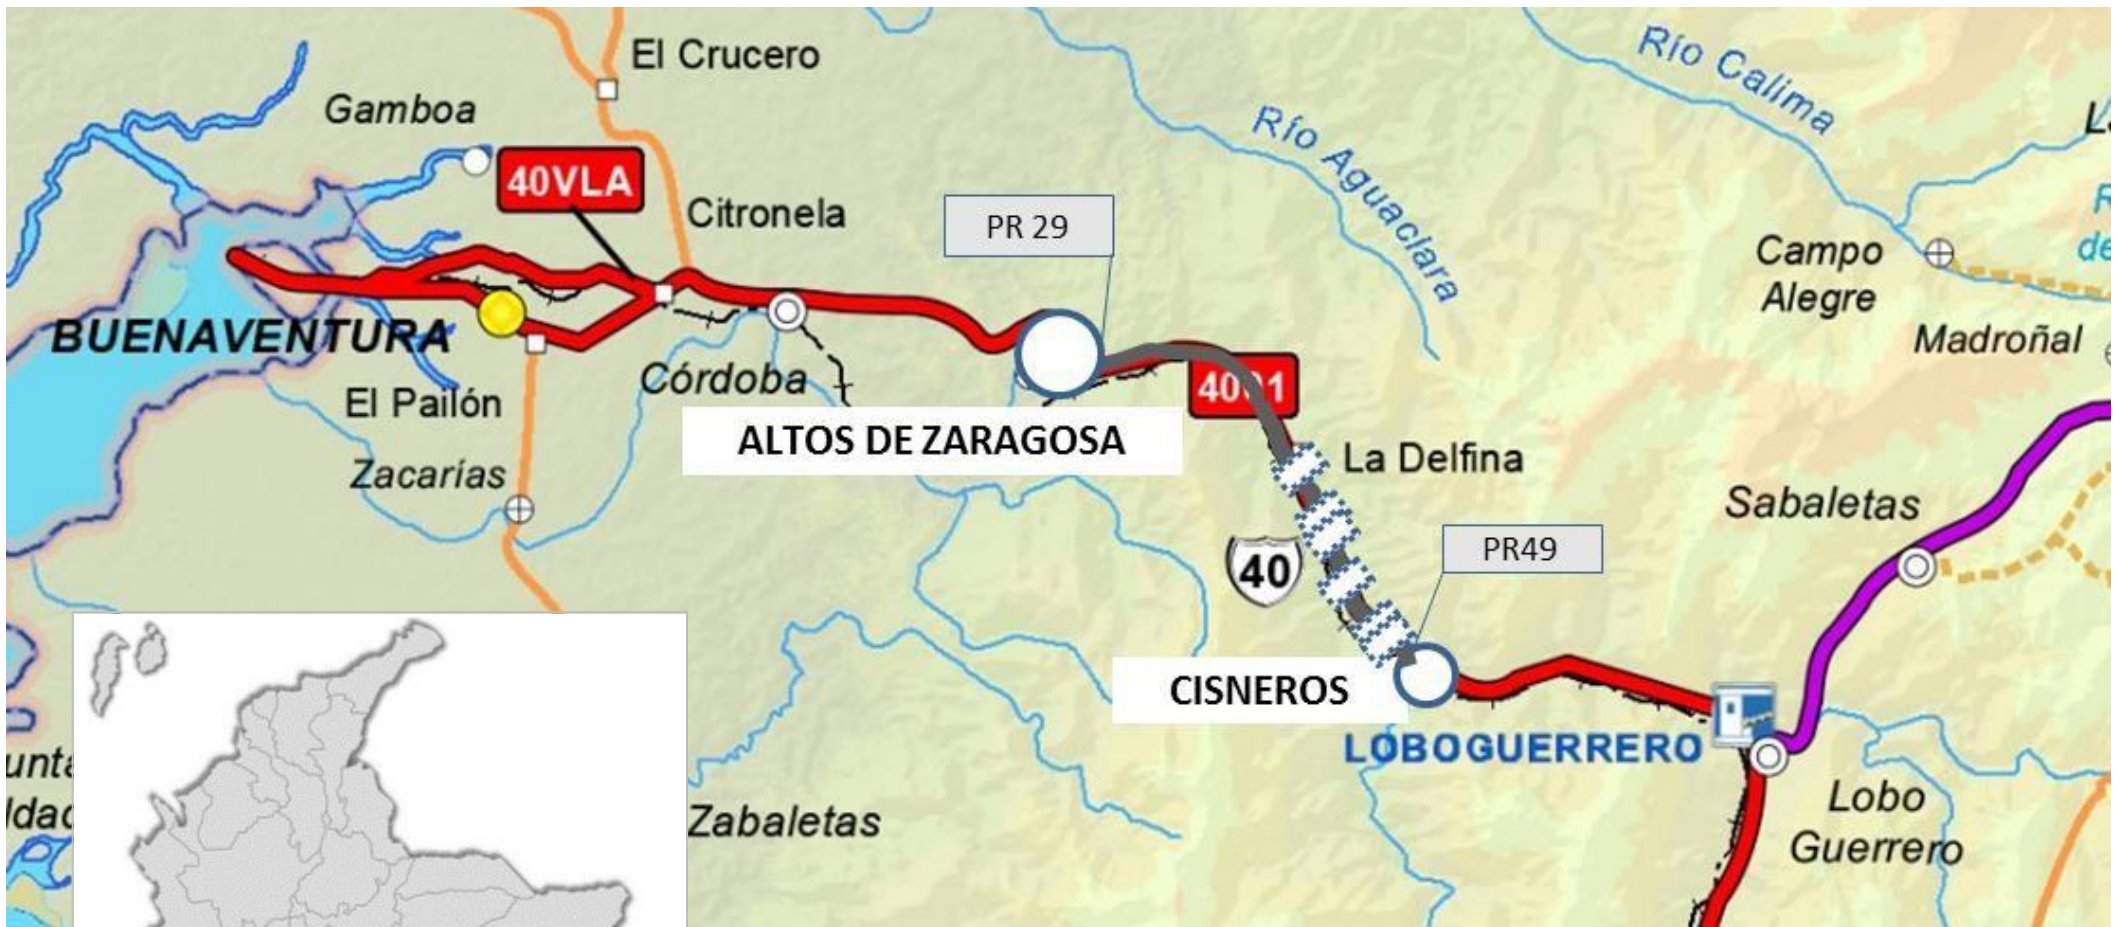 El Crucero
Río Calima
Gamboa
Río Aguaclara
40VLA
Citronela
PR 29
Campo
Alegre
Madroñal
BUENAVENTURA
El Pailón
Córdoba
4001
ALTOS DE ZARAGOSA
La Delfina
Zacarías
Sabaletas
PR49
40
CISNEROS
LOBOGUERRERO
Lobo
Guerrero
Zabaletas